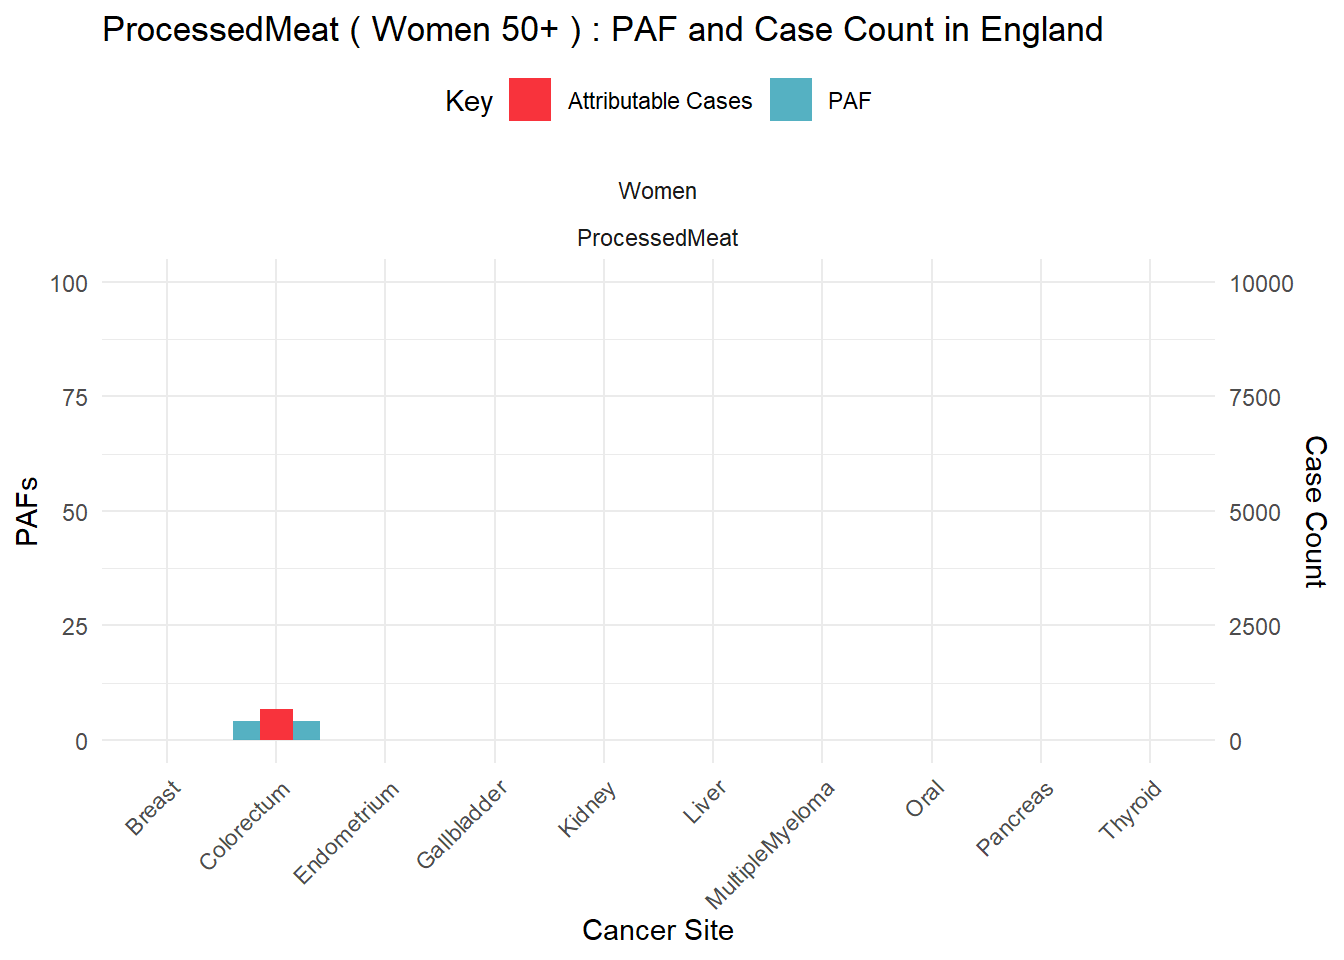 ProcessedMeat ( Women 50+ ) : PAF and Case Count in England
Key Attributable Cases PAF
Women
ProcessedMeat
100
75
50
25
0
PAFs
10000
7500
5000
2500
0
Case Count
Breast
Colorectum
Endometrium
Gallbladder
Kidney
Liver
MultipleMyeloma
Oral
Pancreas
Thyroid
Cancer Site